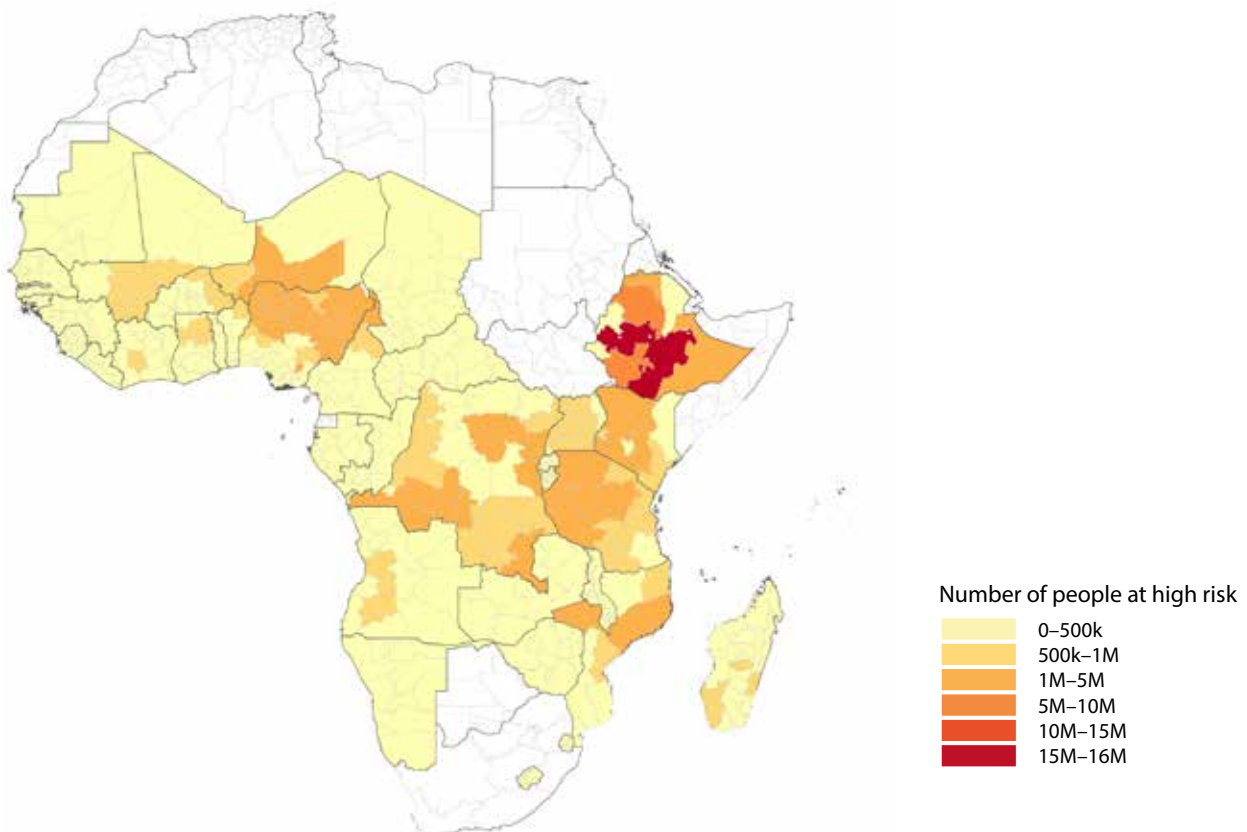 Number of people at high risk
0–500k
500k–1M
1M–5M
5M–10M
10M–15M
15M–16M